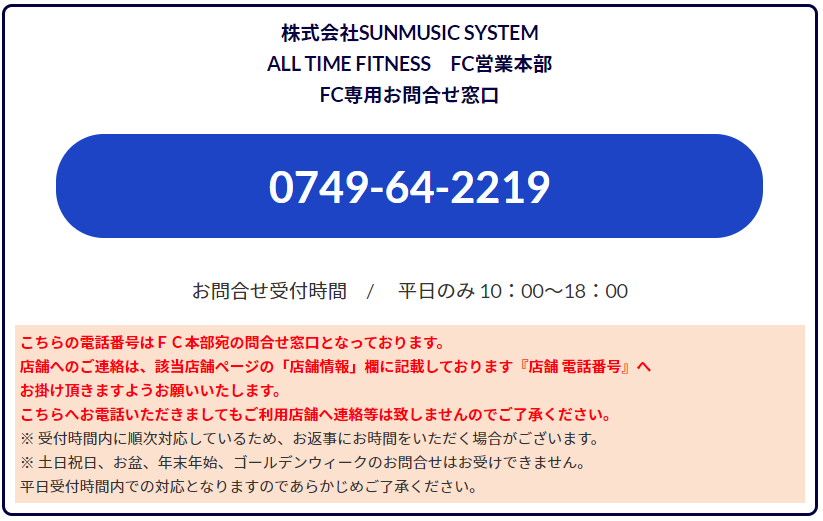 株式会社SUNMUSIC SYSTEM
ALL TIME FITNESS　FC営業本部
FC専用お問合せ窓口
0749-64-2219
お問合せ受付時間　/　平日のみ 10：00～18：00
こちらの電話番号はＦＣ本部宛の問合せ窓口となっております。
店舗へのご連絡は、該当店舗ページの「店舗情報」欄に記載しております『店舗 電話番号』へ
お掛け頂きますようお願いいたします。
こちらへお電話いただきましてもご利用店舗へ連絡等は致しませんのでご了承ください。
※ 受付時間内に順次対応しているため、お返事にお時間をいただく場合がございます。
※ 土日祝日、お盆、年末年始、ゴールデンウィークのお問合せはお受けできません。
平日受付時間内での対応となりますのであらかじめご了承ください。